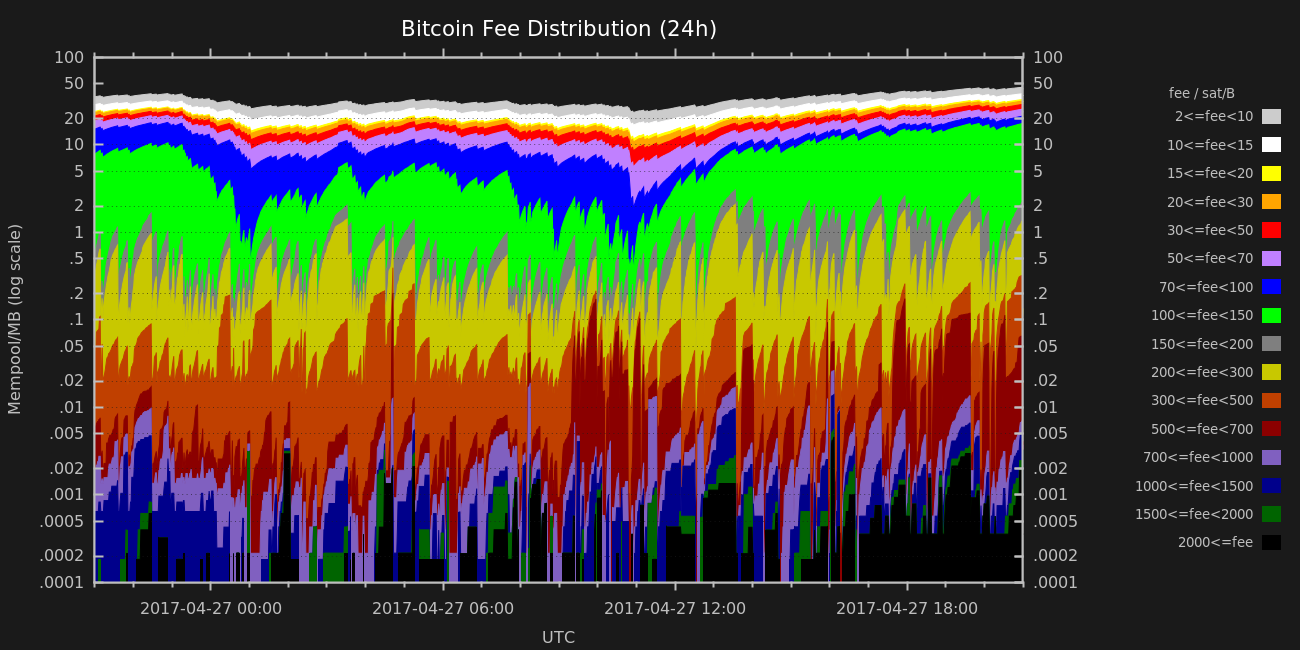 Bitcoin Fee Distribution (24h)
100
50
20
10
5
2
1
.5
.2
.1
.05
.02
.01
.005
.002
.001
.0005
.0002
.0001
Mempool/MB (log scale)
100
50
20
10
5
2
1
.5
.2
.1
.05
.02
.01
.005
.002
.001
.0005
.0002
.0001
2017-04-27 00:00
2017-04-27 06:00
2017-04-27 12:00
2017-04-27 18:00
UTC
fee / sat/B
2<=fee<10
10<=fee<15
15<=fee<20
20<=fee<30
30<=fee<50
50<=fee<70
70<=fee<100
100<=fee<150
150<=fee<200
200<=fee<300
300<=fee<500
500<=fee<700
700<=fee<1000
1000<=fee<1500
1500<=fee<2000
2000<=fee